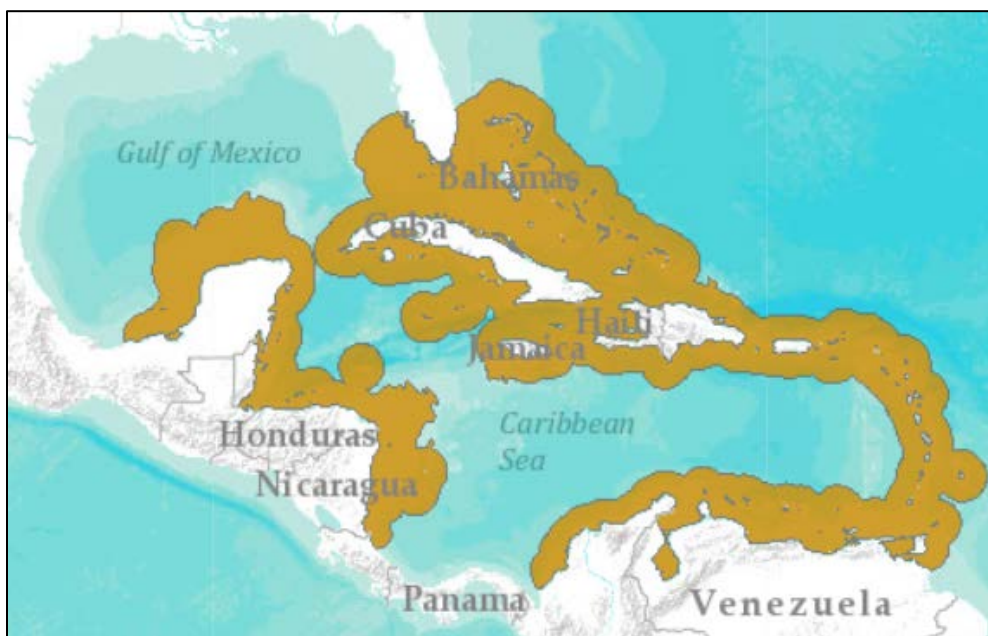 Gulf of Mexico
Bahamas
Cuba
Haiti
Jamaica
Caribbean
Sea
Honduras
Nicaragua
Panama
Venezuela